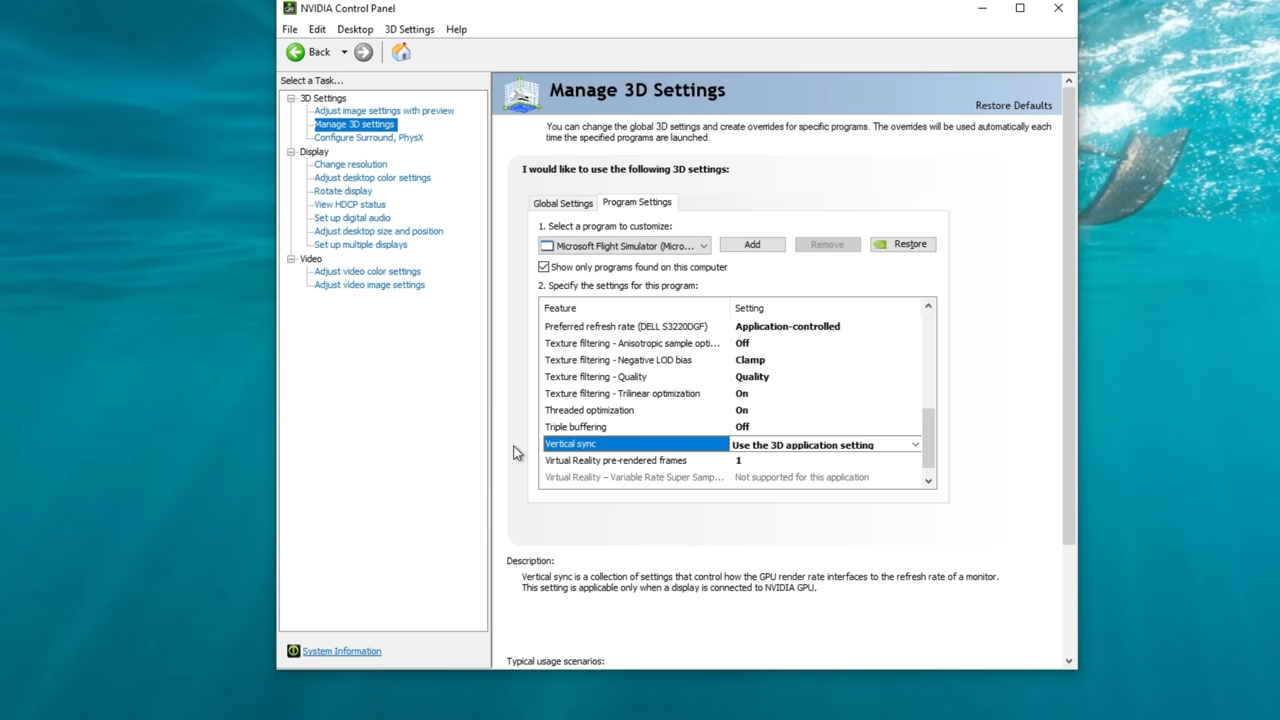 NVIDIA Control Panel
File Edit Desktop 3D Settings Help
Back
Select a Task...
3D Settings
Adjust image settings with preview
Manage 3D settings
Configure Surround, PhysX
Display
Change resolution
Adjust desktop color settings
Rotate display
View HDCP status
Set up digital audio
Adjust desktop size and position
Set up multiple displays
Video
Adjust video color settings
Adjust video image settings
System Information
Manage 3D Settings
Restore Defaults
You can change the global 3D settings and create overrides for specific programs. The overrides will be used automatically each
time the specified programs are launched.
I would like to use the following 3D settings:
Global Settings Program Settings
1. Select a program to customize:
Microsoft Flight Simulator (Micro... Add Remove Restore
Show only programs found on this computer
2. Specify the settings for this program:
Feature Setting
Preferred refresh rate (DELL S3220DGF) Application-controlled
Texture filtering - Anisotropic sample opti... Off
Texture filtering - Negative LOD bias Clamp
Texture filtering - Quality Quality
Texture filtering - Trilinear optimization On
Threaded optimization On
Triple buffering Off
Vertical sync Use the 3D application setting
Virtual Reality pre-rendered frames 1
Virtual Reality – Variable Rate Super Samp... Not supported for this application
Description:
Vertical sync is a collection of settings that control how the GPU render rate interfaces to the refresh rate of a monitor.
This setting is applicable only when a display is connected to NVIDIA GPU.
Typical usage scenarios: